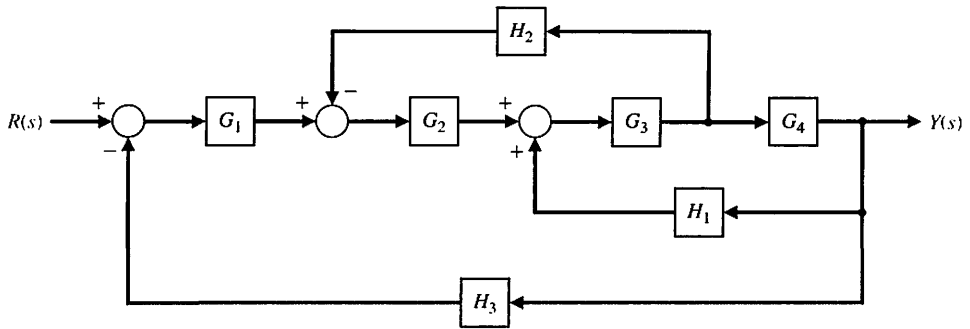 H₂
R(s) + − G₁ + − G₂ + + G₃ G₄ Y(s)
H₁
H₃